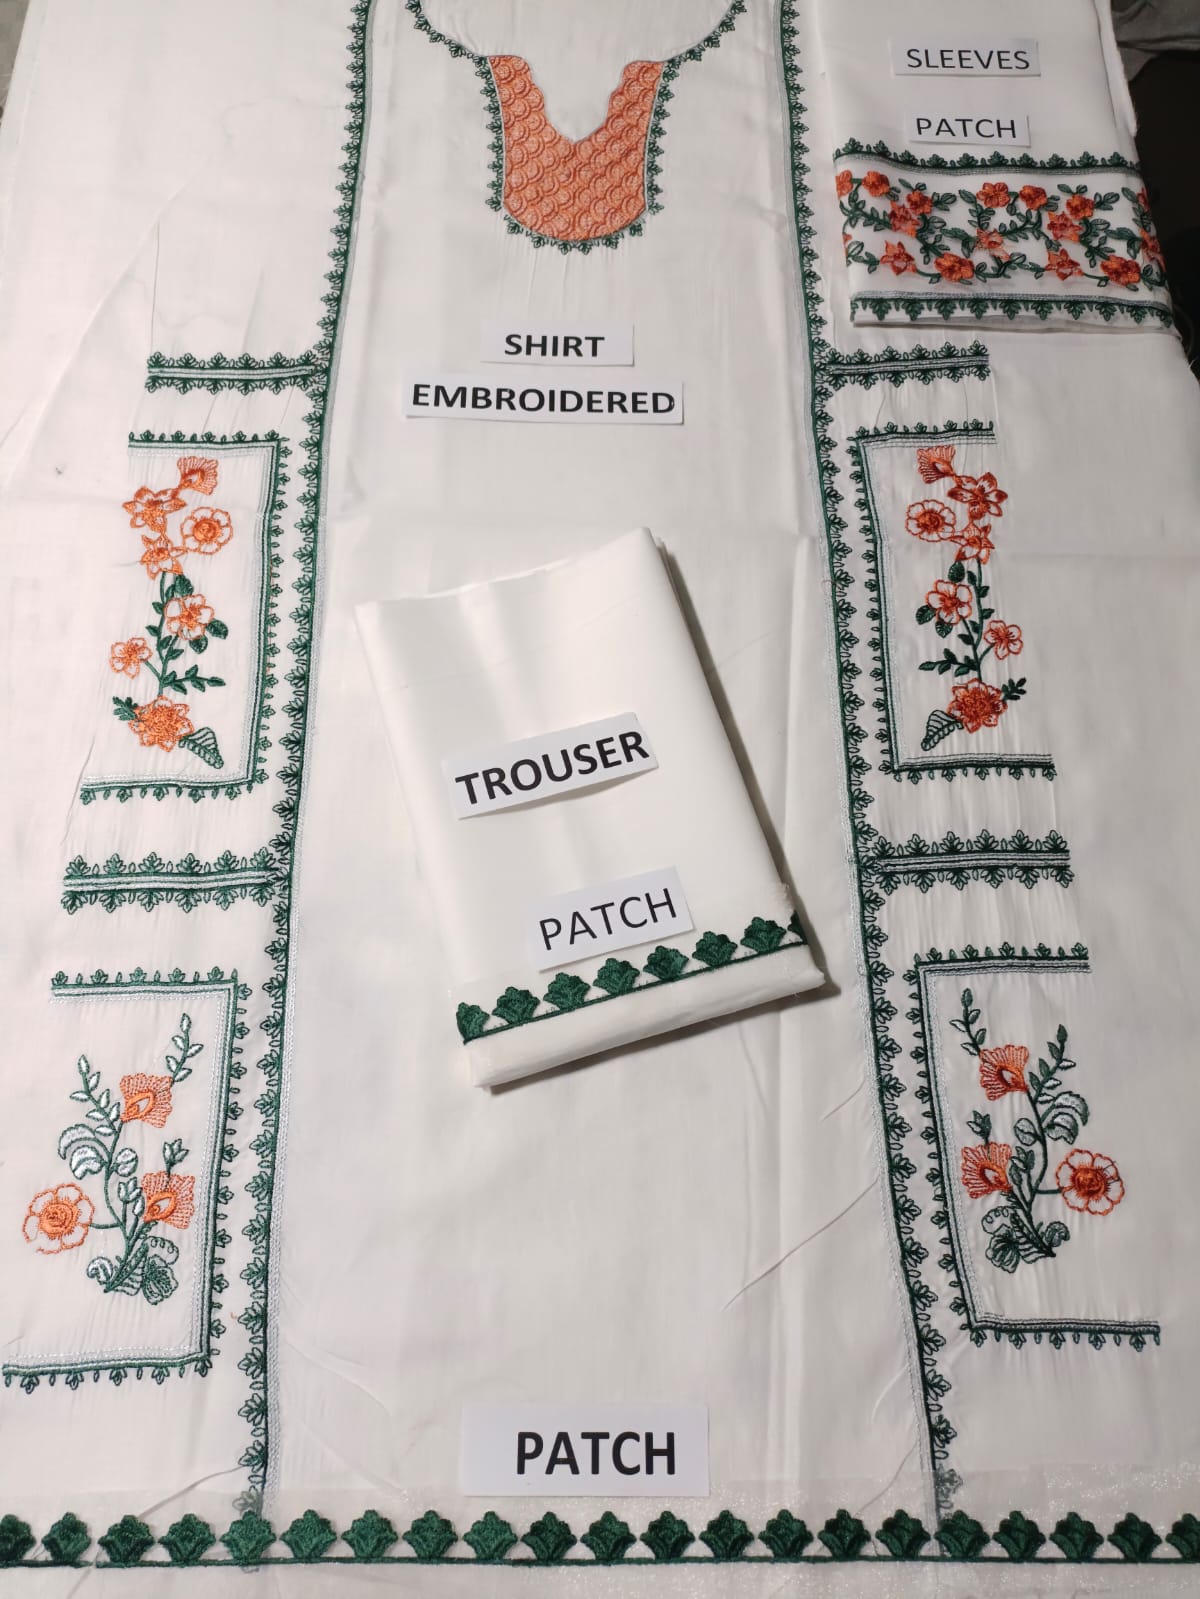 SLEEVES
PATCH
SHIRT
EMBROIDERED
TROUSER
PATCH
PATCH